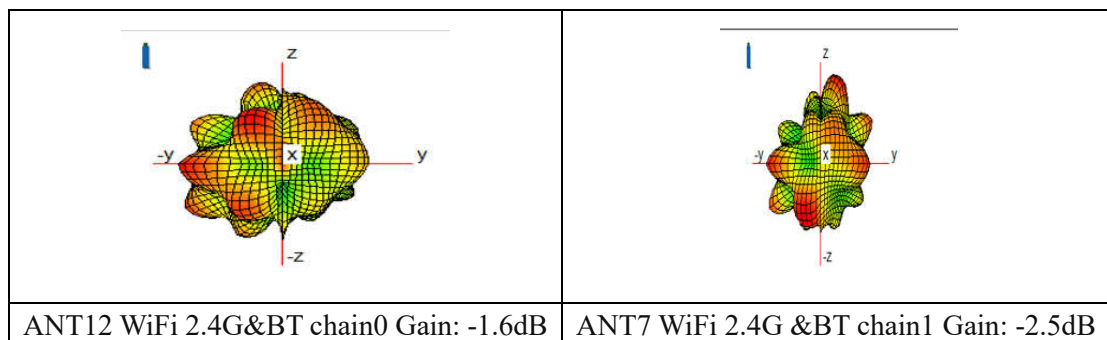 z
-y x y
-z
z
-y x y
-z
ANT12 WiFi 2.4G&BT chain0 Gain: -1.6dB
ANT7 WiFi 2.4G &BT chain1 Gain: -2.5dB